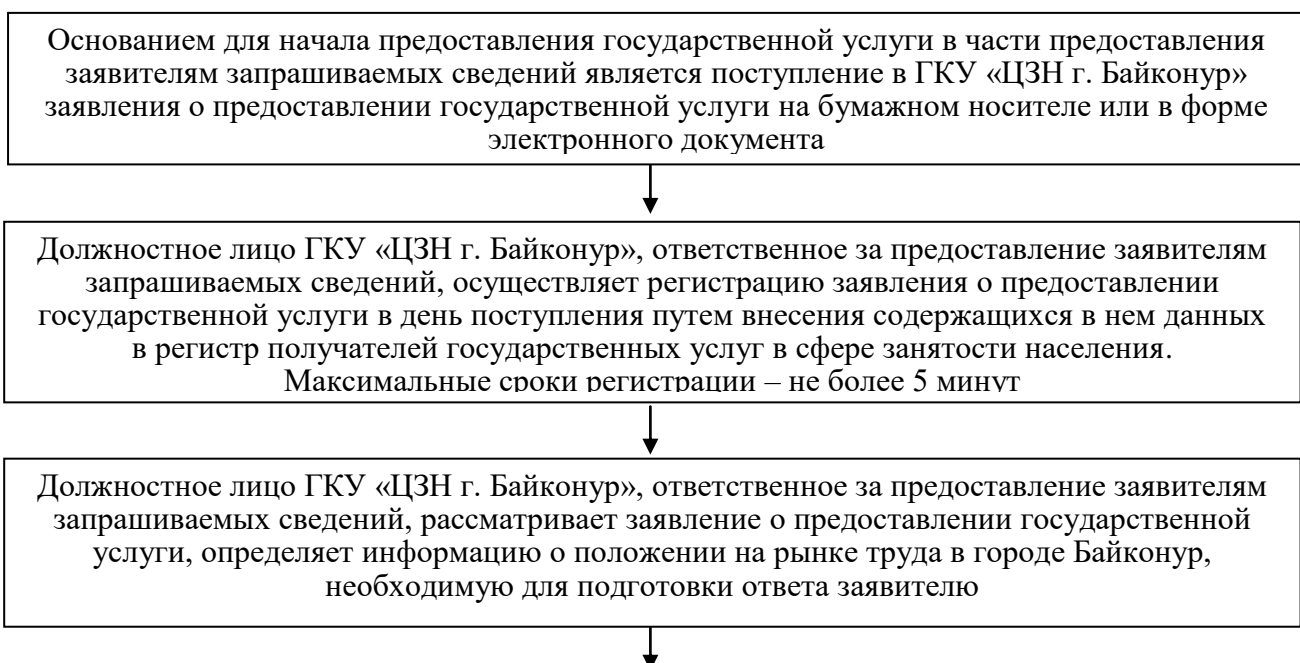 Основанием для начала предоставления государственной услуги в части предоставления
заявителям запрашиваемых сведений является поступление в ГКУ «ЦЗН г. Байконур»
заявления о предоставлении государственной услуги на бумажном носителе или в форме
электронного документа
Должностное лицо ГКУ «ЦЗН г. Байконур», ответственное за предоставление заявителям
запрашиваемых сведений, осуществляет регистрацию заявления о предоставлении
государственной услуги в день поступления путем внесения содержащихся в нем данных
в регистр получателей государственных услуг в сфере занятости населения.
Максимальные сроки регистрации – не более 5 минут
Должностное лицо ГКУ «ЦЗН г. Байконур», ответственное за предоставление заявителям
запрашиваемых сведений, рассматривает заявление о предоставлении государственной
услуги, определяет информацию о положении на рынке труда в городе Байконур,
необходимую для подготовки ответа заявителю